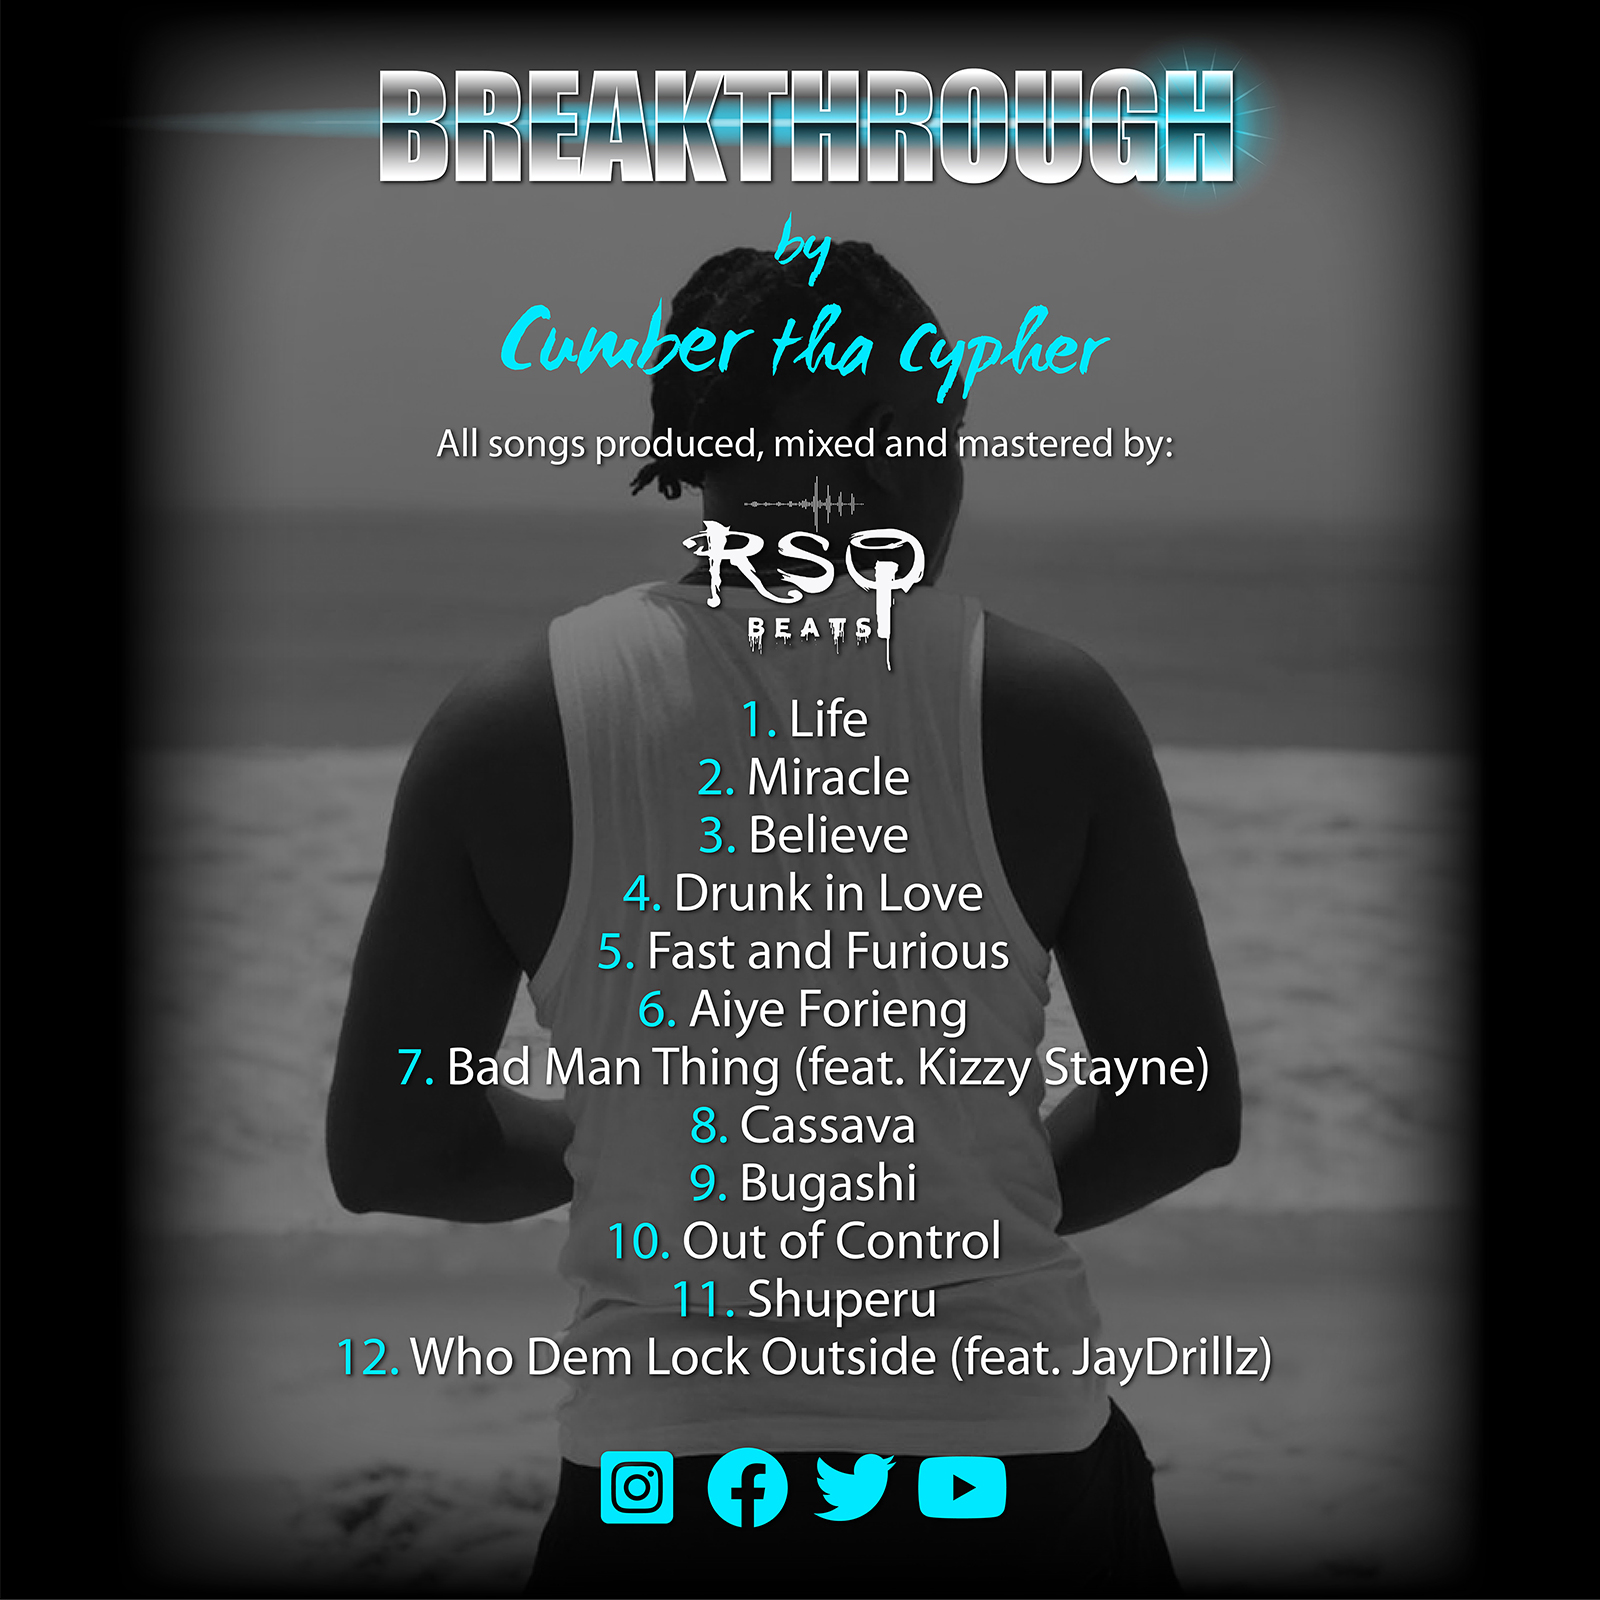 BREAKTHROUGH
by
Cumber tha Cypher
All songs produced, mixed and mastered by:
RSQ
BEATS
1. Life
2. Miracle
3. Believe
4. Drunk in Love
5. Fast and Furious
6. Aiye Forieng
7. Bad Man Thing (feat. Kizzy Stayne)
8. Cassava
9. Bugashi
10. Out of Control
11. Shuperu
12. Who Dem Lock Outside (feat. JayDrillz)